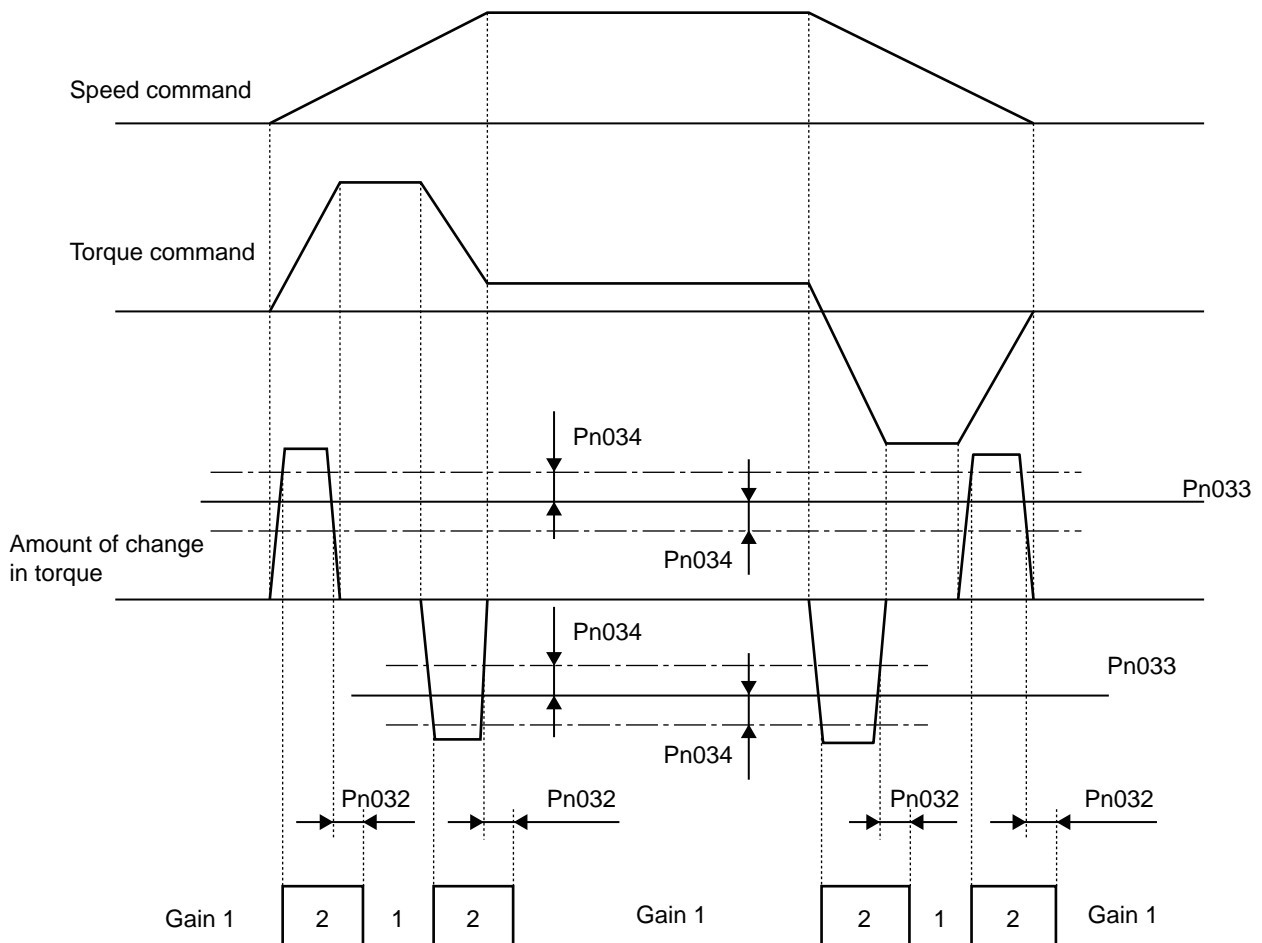 Speed command
Torque command
Pn034
Pn033
Amount of change
in torque
Pn034
Pn034
Pn033
Pn034
Pn032
Pn032
Pn032
Pn032
Gain 1
2
1
2
Gain 1
2
1
2
Gain 1